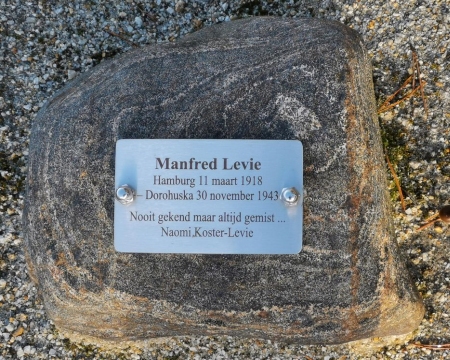 Manfred Levie
Hamburg 11 maart 1918
– Dorohuska 30 november 1943
Nooit gekend maar altijd gemist ...
Naomi,Koster-Levie